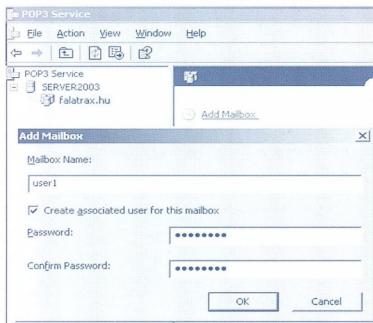 POP3 Service
File Action View Window Help
POP3 Service
SERVER2003
falatrax.hu
Add Mailbox
Add Mailbox
Mailbox Name:
user1
Create associated user for this mailbox
Password:
••••••••
Confirm Password:
••••••••
OK Cancel